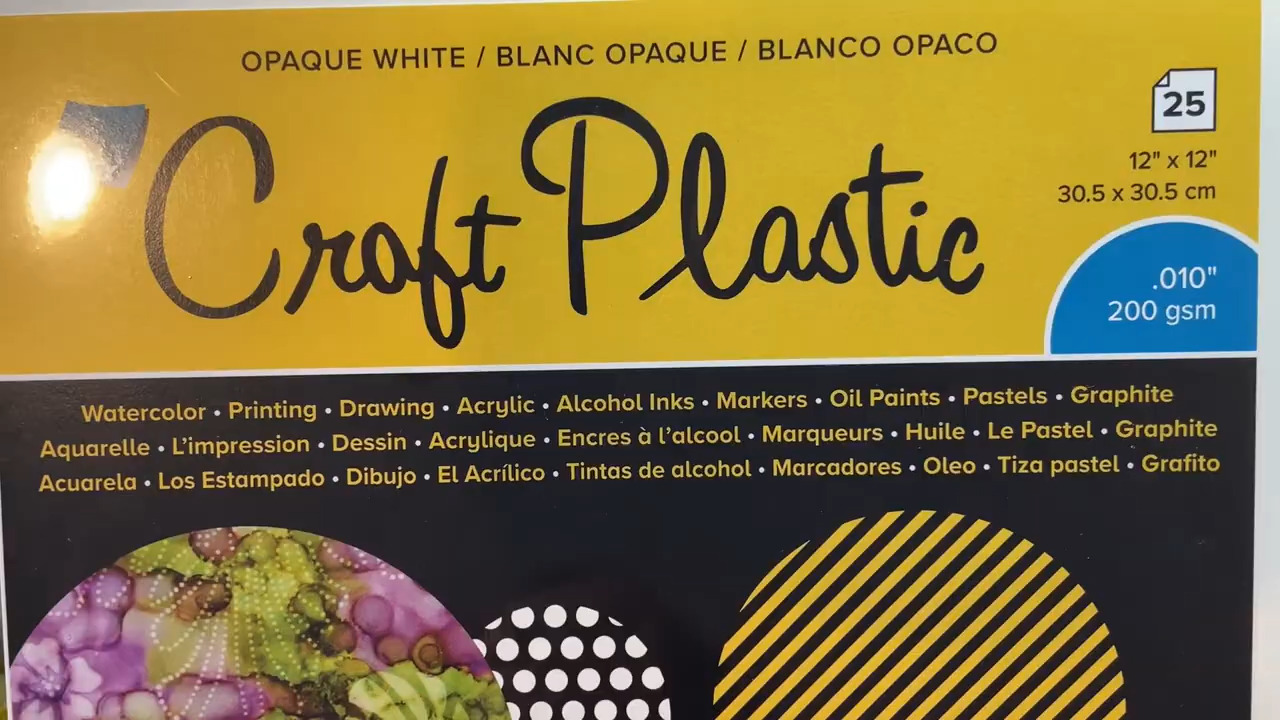 OPAQUE WHITE / BLANC OPAQUE / BLANCO OPACO
Craft Plastic
25
12" x 12"
30.5 x 30.5 cm
.010"
200 gsm
Watercolor • Printing • Drawing • Acrylic • Alcohol Inks • Markers • Oil Paints • Pastels • Graphite
Aquarelle • L'impression • Dessin • Acrylique • Encres à l'alcool • Marqueurs • Huile • Le Pastel • Graphite
Acuarela • Los Estampado • Dibujo • El Acrílico • Tintas de alcohol • Marcadores • Oleo • Tiza pastel • Grafito